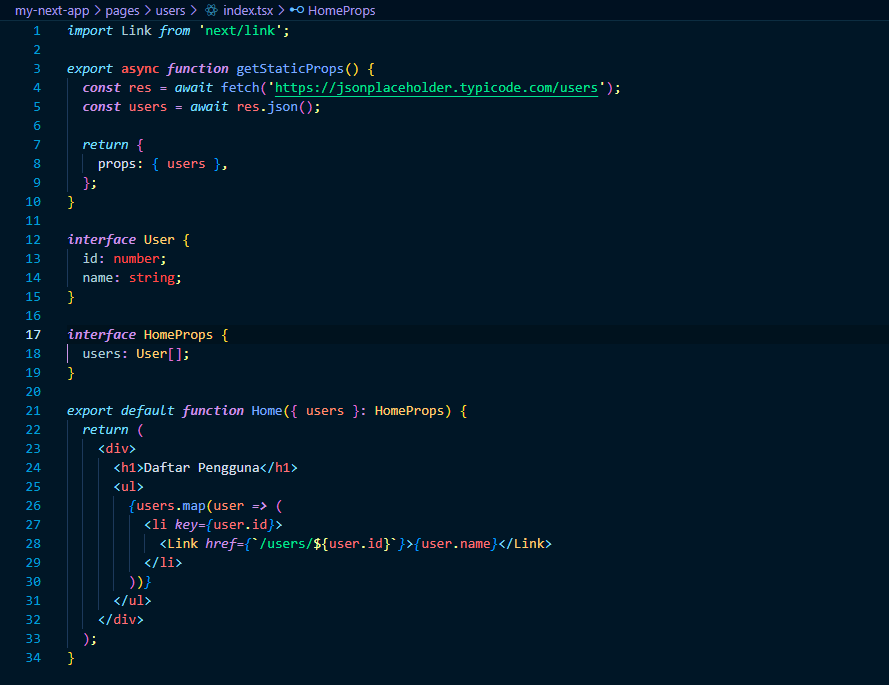 my-next-app > pages > users > index.tsx > HomeProps
1 import Link from 'next/link';
2
3 export async function getStaticProps() {
4   const res = await fetch('https://jsonplaceholder.typicode.com/users');
5   const users = await res.json();
6
7   return {
8     props: { users },
9   };
10 }
11
12 interface User {
13   id: number;
14   name: string;
15 }
16
17 interface HomeProps {
18   users: User[];
19 }
20
21 export default function Home({ users }: HomeProps) {
22   return (
23     <div>
24       <h1>Daftar Pengguna</h1>
25       <ul>
26         {users.map(user => (
27           <li key={user.id}>
28             <Link href={`/users/${user.id}`}>{user.name}</Link>
29           </li>
30         ))}
31       </ul>
32     </div>
33   );
34 }